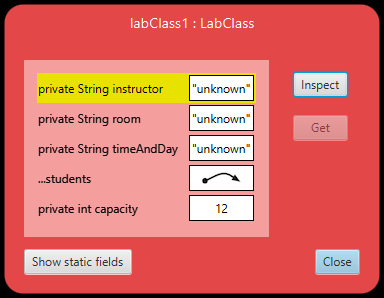 labClass1 : LabClass
private String instructor "unknown"
Inspect
private String room "unknown"
Get
private String timeAndDay "unknown"
...students
private int capacity 12
Show static fields
Close